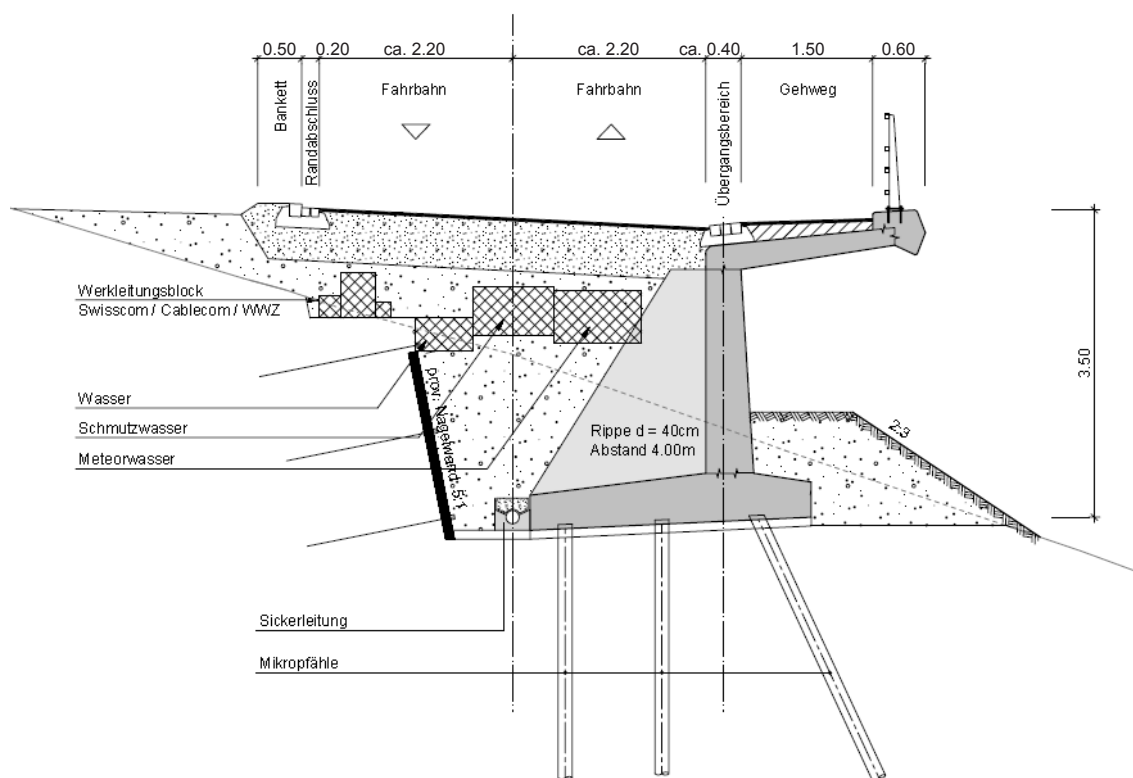 0.50 0.20 ca. 2.20 ca. 2.20 ca. 0.40 1.50 0.60
Bankett
Randabschluss
Fahrbahn
Fahrbahn
Übergangsbereich
Gehweg
Werkleitungsblock
Swisscom / Cablecom / WWZ
Wasser
Schmutzwasser
Meteorwasser
prov. Nagelwand 5:1
Rippe d = 40cm
Abstand 4.00m
2:3
3.50
Sickerleitung
Mikropfähle